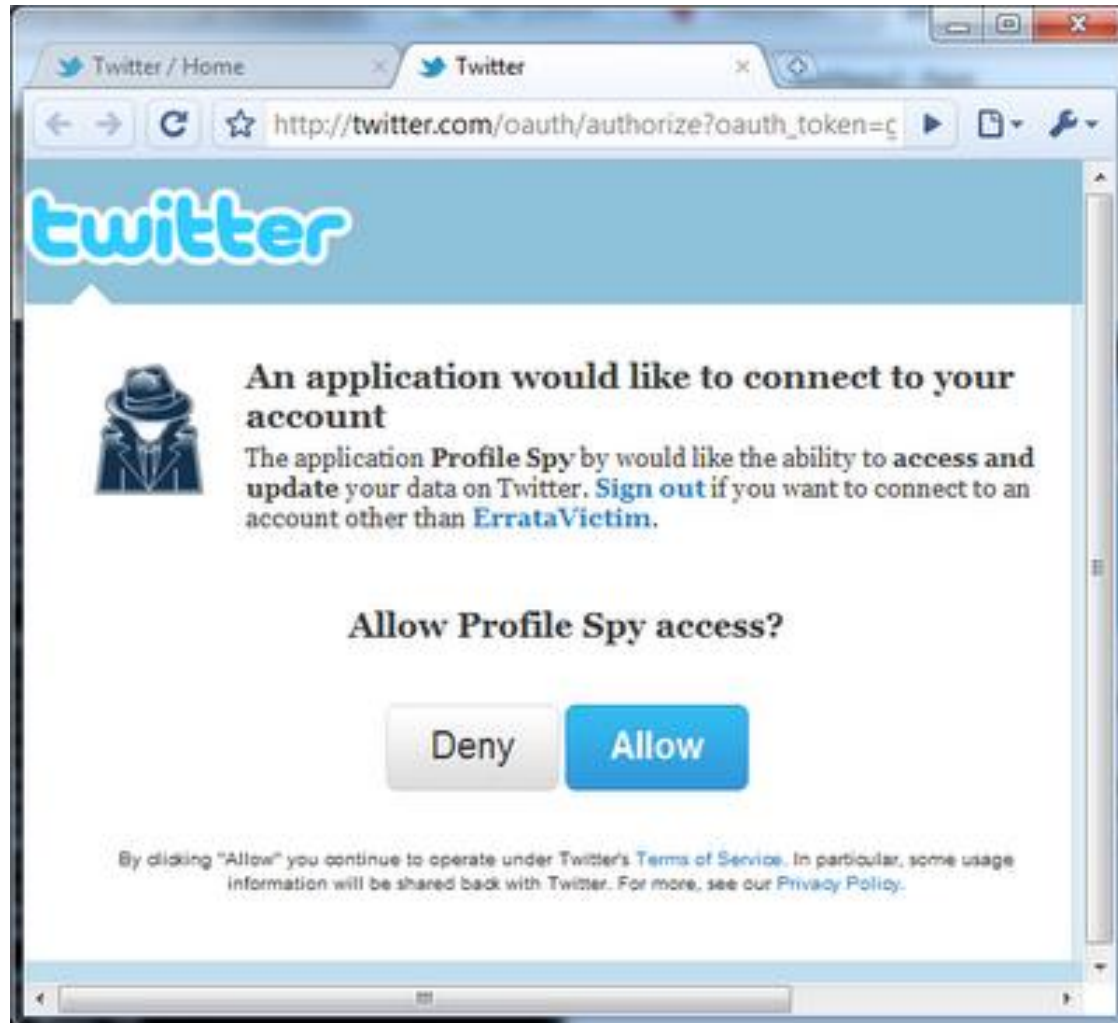 Twitter / Home
Twitter
http://twitter.com/oauth/authorize?oauth_token=
twitter
An application would like to connect to your
account
The application Profile Spy by would like the ability to access and
update your data on Twitter. Sign out if you want to connect to an
account other than ErrataVictim.
Allow Profile Spy access?
Deny
Allow
By clicking "Allow" you continue to operate under Twitter's Terms of Service. In particular, some usage
information will be shared back with Twitter. For more, see our Privacy Policy.